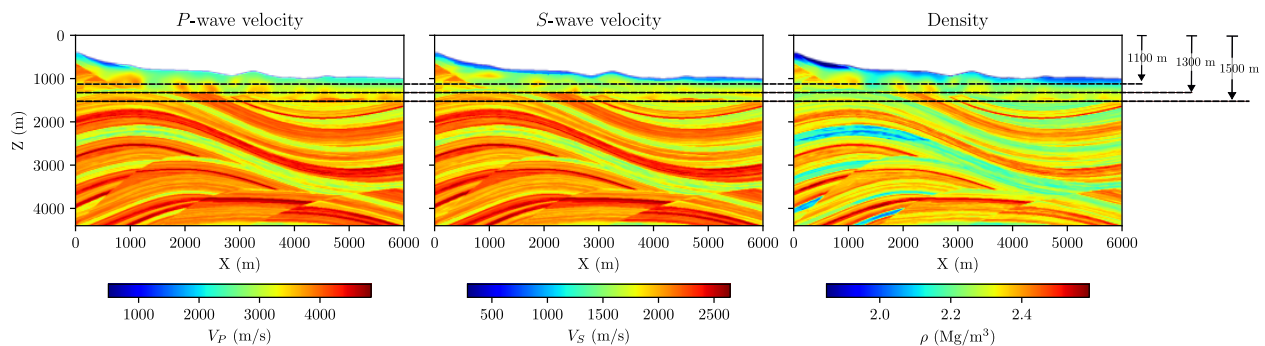 P-wave velocity
S-wave velocity
Density
0
1000
2000
3000
4000
Z (m)
1100 m
1300 m
1500 m
0 1000 2000 3000 4000 5000 6000
0 1000 2000 3000 4000 5000 6000
0 1000 2000 3000 4000 5000 6000
X (m)
X (m)
X (m)
1000 2000 3000 4000
500 1000 1500 2000 2500
2.0 2.2 2.4
V_P (m/s)
V_S (m/s)
ρ (Mg/m³)